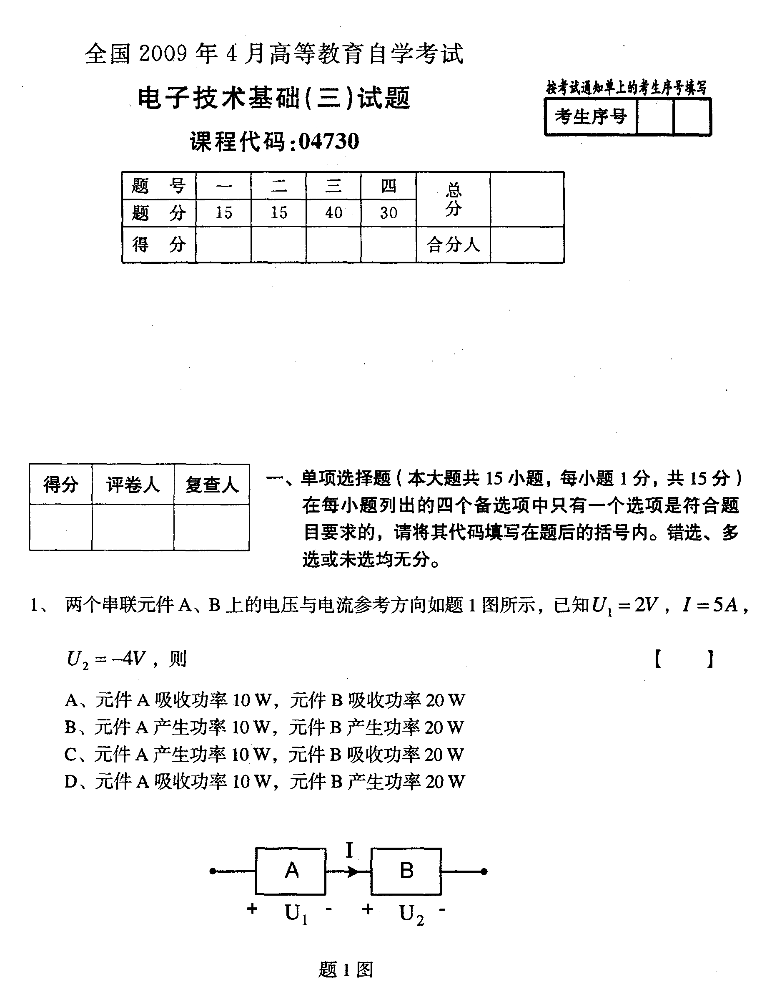 全国 2009 年 4 月高等教育自学考试
电子技术基础(三)试题
按考试通知单上的考生序号填写
考生序号
课程代码:04730
题 号 一 二 三 四 总分
题 分 15 15 40 30
得 分 合分人
得分 评卷人 复查人
一、单项选择题(本大题共 15 小题,每小题 1 分,共 15 分)
在每小题列出的四个备选项中只有一个选项是符合题
目要求的,请将其代码填写在题后的括号内。错选、多
选或未选均无分。
1、 两个串联元件 A、B 上的电压与电流参考方向如题 1 图所示,已知 U₁ = 2V , I = 5A ,
U₂ = –4V , 则 【 】
A、元件 A 吸收功率 10 W,元件 B 吸收功率 20 W
B、元件 A 产生功率 10 W,元件 B 产生功率 20 W
C、元件 A 产生功率 10 W,元件 B 吸收功率 20 W
D、元件 A 吸收功率 10 W,元件 B 产生功率 20 W
I
A B
+ U₁ - + U₂ -
题 1 图